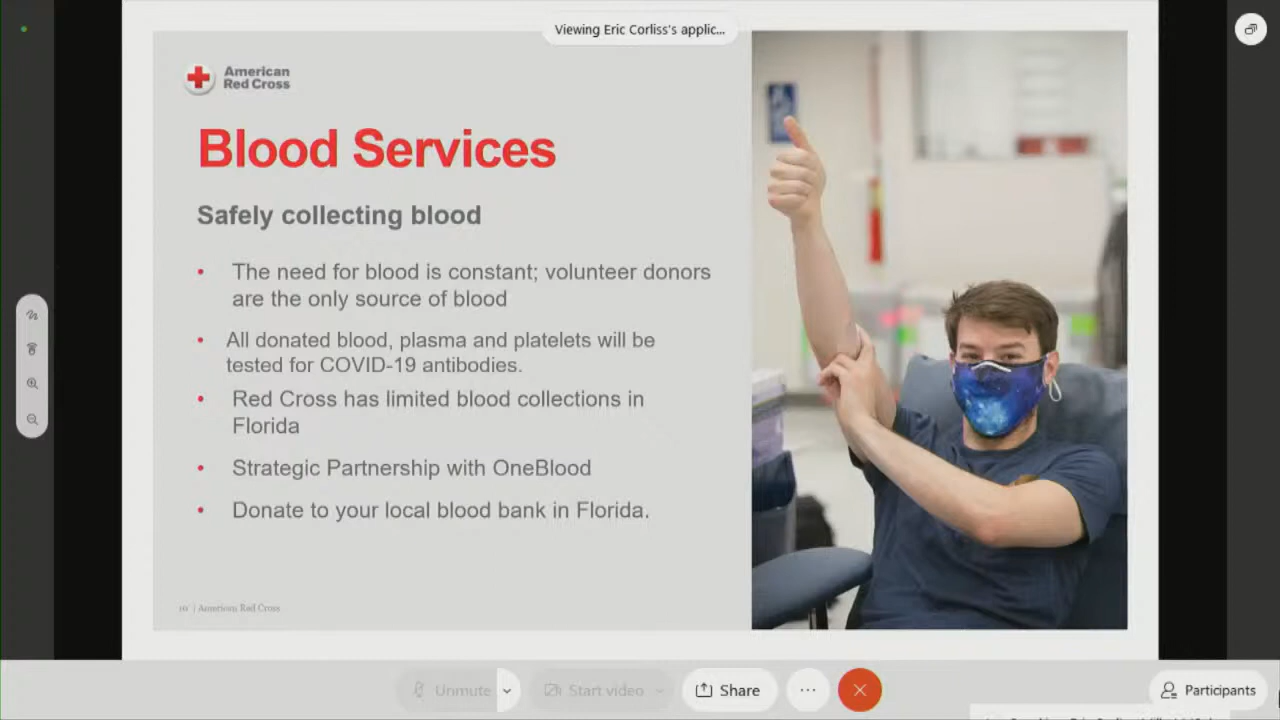 Viewing Eric Corliss's applic...
American
Red Cross
Blood Services
Safely collecting blood
• The need for blood is constant; volunteer donors
are the only source of blood
• All donated blood, plasma and platelets will be
tested for COVID-19 antibodies.
• Red Cross has limited blood collections in
Florida
• Strategic Partnership with OneBlood
• Donate to your local blood bank in Florida.
| American Red Cross
Unmute
Start video
Share
Participants